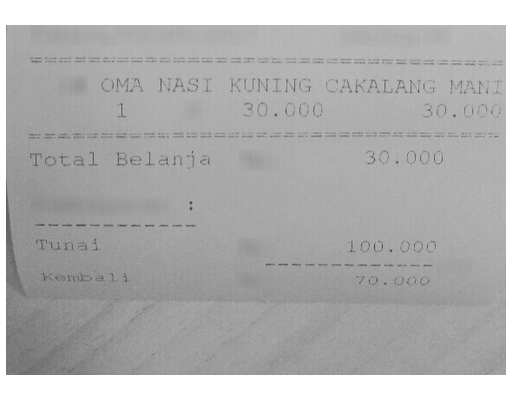 ==================================================
OMA NASI KUNING CAKALANG MANI
1 30.000 30.000
==================================================
Total Belanja 30.000
:
------------
Tunai 100.000
------------
Kembali 70.000